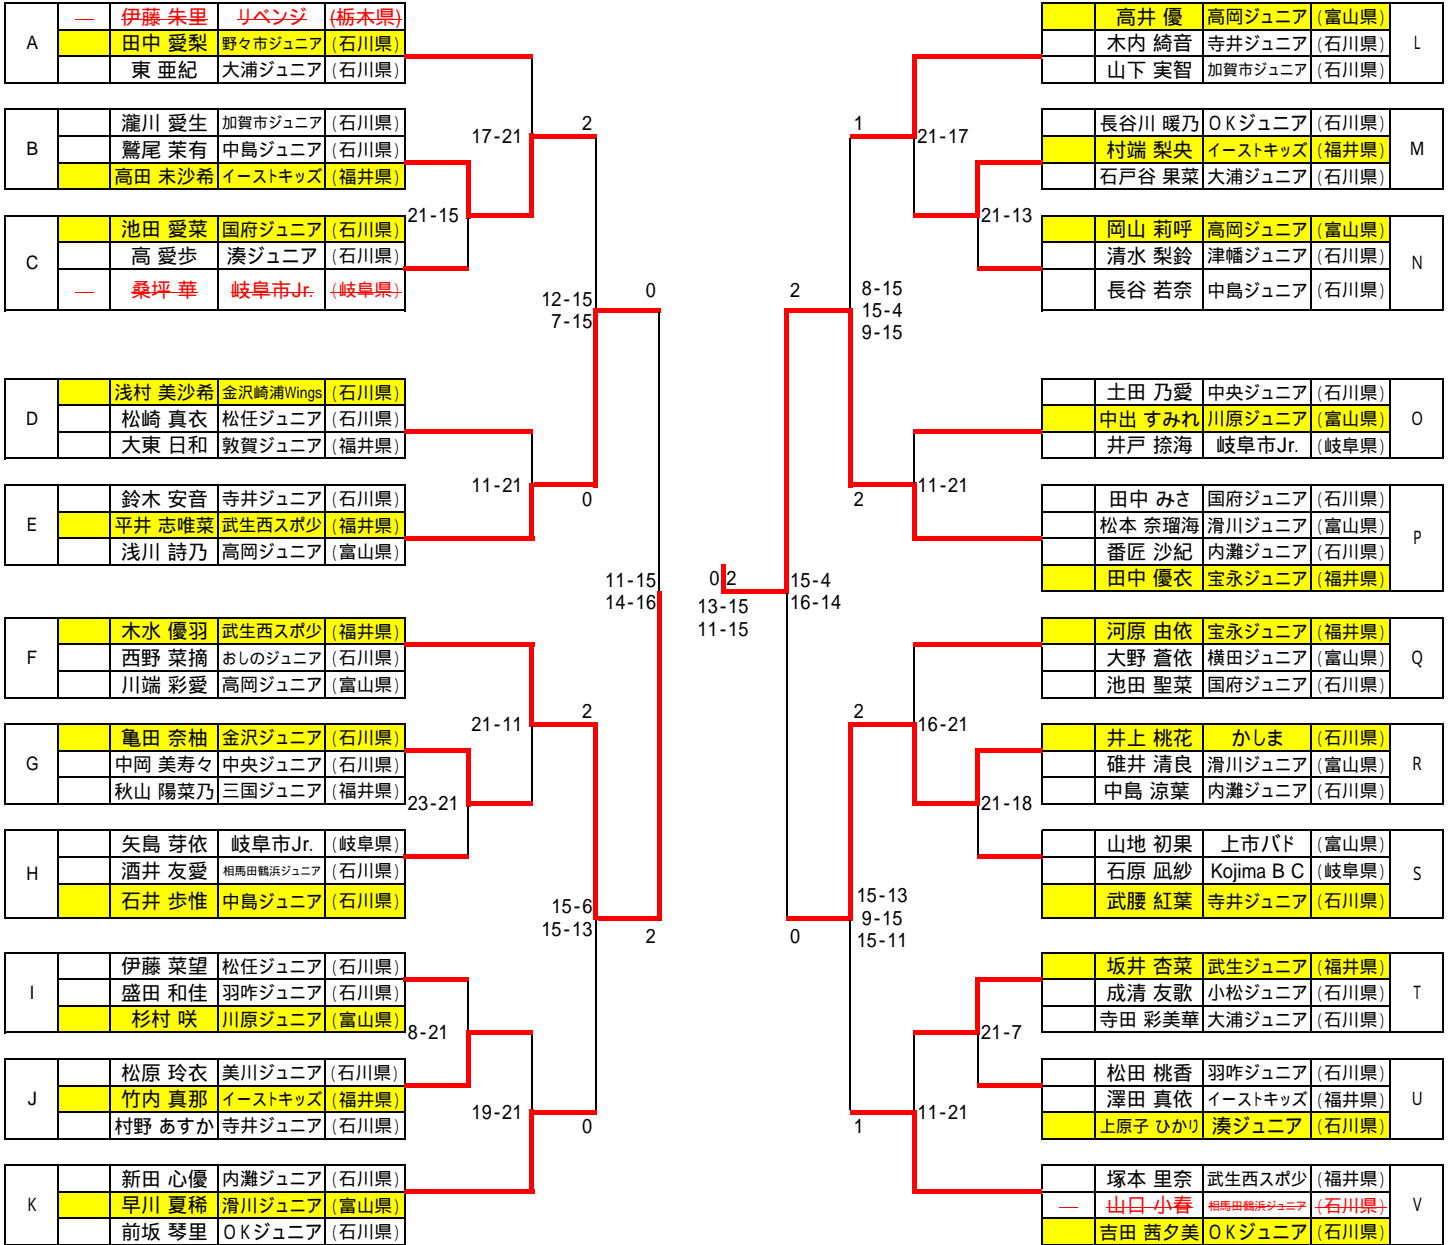 A
— 伊藤 朱里 リベンジ (栃木県)
田中 愛梨 野々市ジュニア (石川県)
東 亜紀 大浦ジュニア (石川県)
B
瀧川 愛生 加賀市ジュニア (石川県)
鷲尾 茉有 中島ジュニア (石川県)
高田 未沙希 イーストキッズ (福井県)
C
池田 愛菜 国府ジュニア (石川県)
高 愛歩 湊ジュニア (石川県)
— 桑坪 華 岐阜市Jr. (岐阜県)
D
浅村 美沙希 金沢崎浦Wings (石川県)
松崎 真衣 松任ジュニア (石川県)
大東 日和 敦賀ジュニア (福井県)
E
鈴木 安音 寺井ジュニア (石川県)
平井 志唯菜 武生西スポ少 (福井県)
浅川 詩乃 高岡ジュニア (富山県)
F
木水 優羽 武生西スポ少 (福井県)
西野 菜摘 おしのジュニア (石川県)
川端 彩愛 高岡ジュニア (富山県)
G
亀田 奈柚 金沢ジュニア (石川県)
中岡 美寿々 中央ジュニア (石川県)
秋山 陽菜乃 三国ジュニア (福井県)
H
矢島 芽依 岐阜市Jr. (岐阜県)
酒井 友愛 相馬田鶴浜ジュニア (石川県)
石井 歩惟 中島ジュニア (石川県)
I
伊藤 菜望 松任ジュニア (石川県)
盛田 和佳 羽咋ジュニア (石川県)
杉村 咲 川原ジュニア (富山県)
J
松原 玲衣 美川ジュニア (石川県)
竹内 真那 イーストキッズ (福井県)
村野 あすか 寺井ジュニア (石川県)
K
新田 心優 内灘ジュニア (石川県)
早川 夏稀 滑川ジュニア (富山県)
前坂 琴里 OKジュニア (石川県)
17-21
2
21-15
12-15
7-15
0
11-21
0
11-15
14-16
21-11
2
23-21
15-6
15-13
2
8-21
19-21
0
0 2
13-15
11-15
1
21-17
21-13
2
8-15
15-4
9-15
2
11-21
15-4
16-14
2
16-21
21-18
15-13
9-15
15-11
0
21-7
1
11-21
L
高井 優 高岡ジュニア (富山県)
木内 綺音 寺井ジュニア (石川県)
山下 実智 加賀市ジュニア (石川県)
M
長谷川 暖乃 OKジュニア (石川県)
村端 梨央 イーストキッズ (福井県)
石戸谷 果菜 大浦ジュニア (石川県)
N
岡山 莉呼 高岡ジュニア (富山県)
清水 梨鈴 津幡ジュニア (石川県)
長谷 若奈 中島ジュニア (石川県)
O
土田 乃愛 中央ジュニア (石川県)
中出 すみれ 川原ジュニア (富山県)
井戸 捺海 岐阜市Jr. (岐阜県)
P
田中 みさ 国府ジュニア (石川県)
松本 奈瑠海 滑川ジュニア (富山県)
番匠 沙紀 内灘ジュニア (石川県)
田中 優衣 宝永ジュニア (福井県)
Q
河原 由依 宝永ジュニア (福井県)
大野 蒼依 横田ジュニア (富山県)
池田 聖菜 国府ジュニア (石川県)
R
井上 桃花 かしま (石川県)
碓井 清良 滑川ジュニア (富山県)
中島 涼葉 内灘ジュニア (石川県)
S
山地 初果 上市バド (富山県)
石原 凪紗 Kojima B C (岐阜県)
武腰 紅葉 寺井ジュニア (石川県)
T
坂井 杏菜 武生ジュニア (福井県)
成清 友歌 小松ジュニア (石川県)
寺田 彩美華 大浦ジュニア (石川県)
U
松田 桃香 羽咋ジュニア (石川県)
澤田 真依 イーストキッズ (福井県)
上原子 ひかり 湊ジュニア (石川県)
V
塚本 里奈 武生西スポ少 (福井県)
— 山口 小春 相馬田鶴浜ジュニア (石川県)
吉田 茜夕美 OKジュニア (石川県)